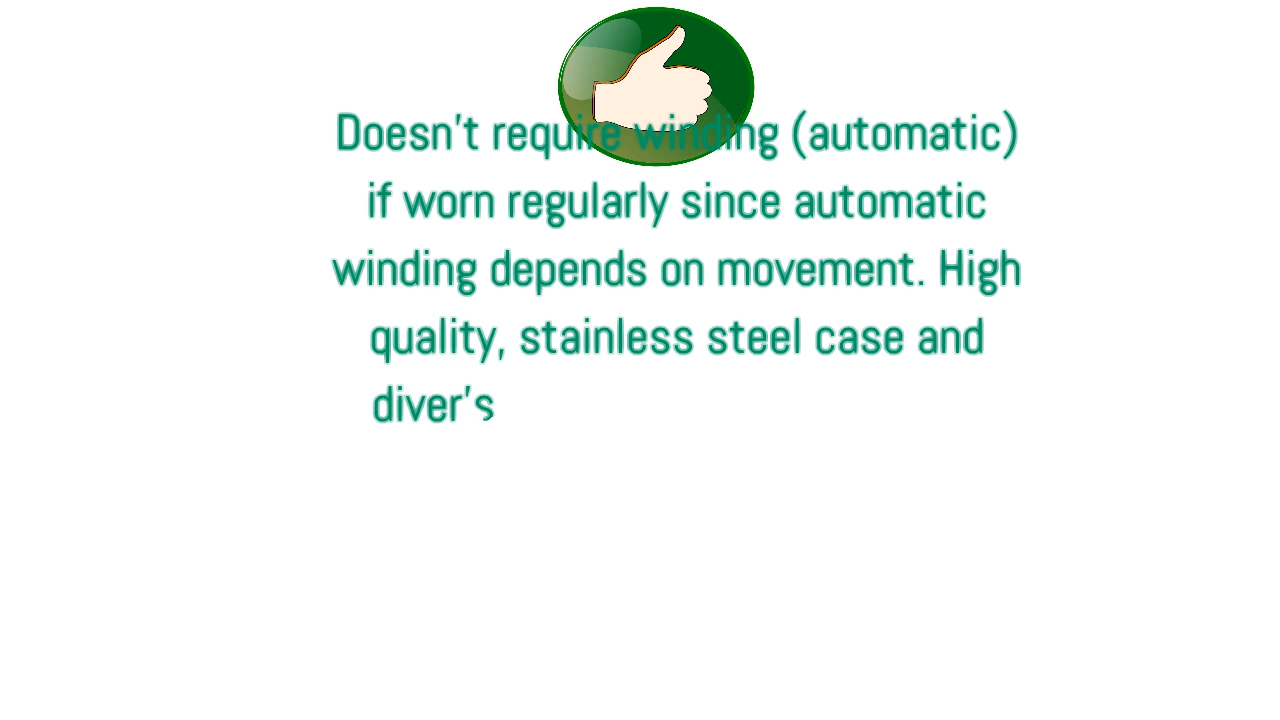 Doesn't require winding (automatic)
if worn regularly since automatic
winding depends on movement. High
quality, stainless steel case and
diver's